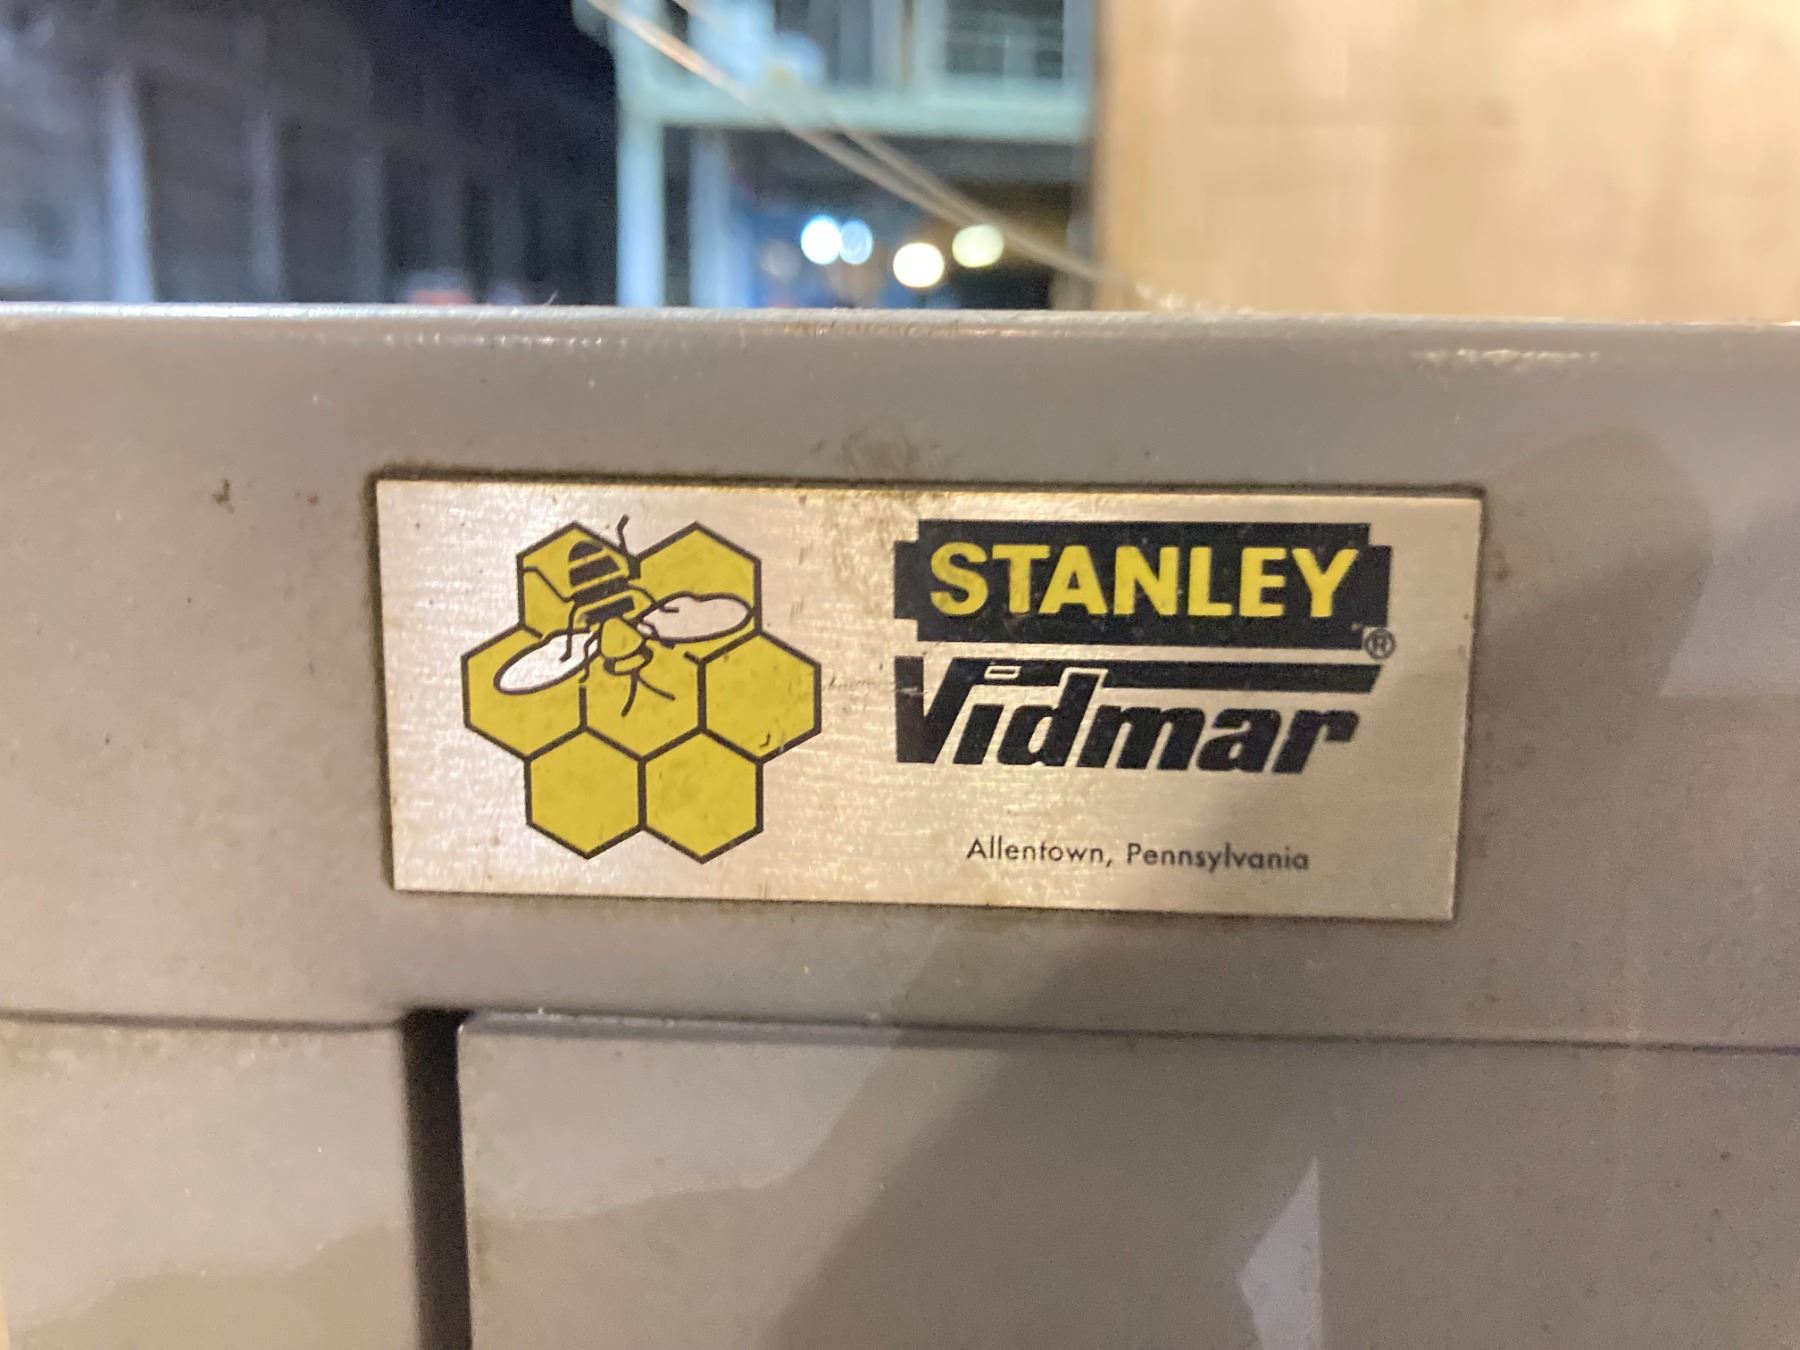 STANLEY
®
Vidmar
Allentown, Pennsylvania